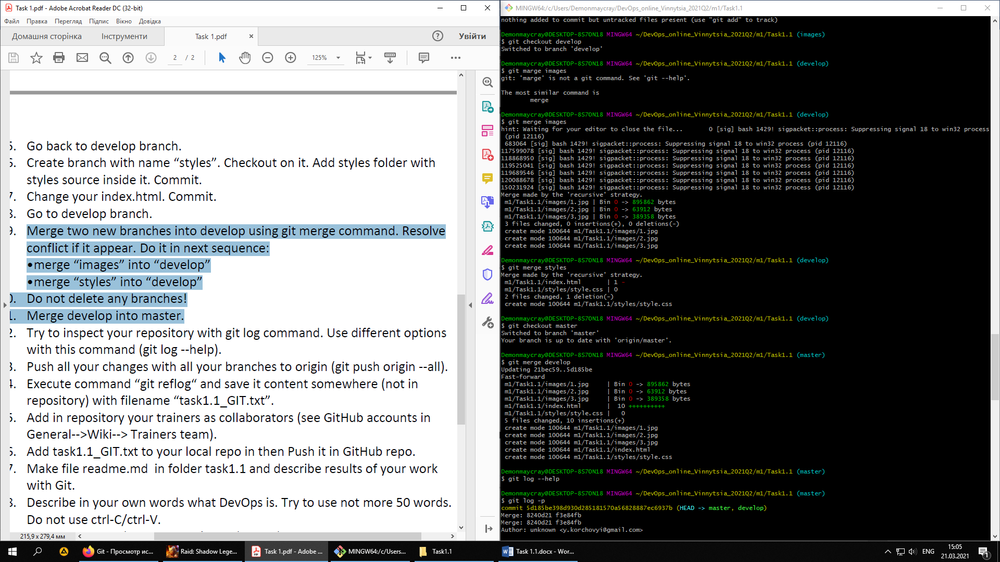 Task 1.pdf - Adobe Acrobat Reader DC (32-bit)
Файл Правка Перегляд Підпис Вікно Довідка
Домашня сторінка Інструменти Task 1.pdf × Увійти
2 / 2 125%
5. Go back to develop branch.
6. Create branch with name “styles”. Checkout on it. Add styles folder with
styles source inside it. Commit.
7. Change your index.html. Commit.
8. Go to develop branch.
9. Merge two new branches into develop using git merge command. Resolve
conflict if it appear. Do it in next sequence:
•merge “images” into “develop”
•merge “styles” into “develop”
0. Do not delete any branches!
1. Merge develop into master.
2. Try to inspect your repository with git log command. Use different options
with this command (git log --help).
3. Push all your changes with all your branches to origin (git push origin --all).
4. Execute command “git reflog“ and save it content somewhere (not in
repository) with filename “task1.1_GIT.txt”.
5. Add in repository your trainers as collaborators (see GitHub accounts in
General-->Wiki--> Trainers team).
6. Add task1.1_GIT.txt to your local repo in then Push it in GitHub repo.
7. Make file readme.md in folder task1.1 and describe results of your work
with Git.
8. Describe in your own words what DevOps is. Try to use not more 50 words.
Do not use ctrl-C/ctrl-V.
215,9 x 279,4 мм
MINGW64:/c/Users/Demonmaycray/DevOps_online_Vinnytsia_2021Q2/m1/Task1.1
nothing added to commit but untracked files present (use "git add" to track)
Demonmaycray@DESKTOP-8S7ON18 MINGW64 ~/DevOps_online_Vinnytsia_2021Q2/m1/Task1.1 (images)
$ git checkout develop
Switched to branch 'develop'
Demonmaycray@DESKTOP-8S7ON18 MINGW64 ~/DevOps_online_Vinnytsia_2021Q2/m1/Task1.1 (develop)
$ git marge images
git: 'marge' is not a git command. See 'git --help'.
The most similar command is
merge
Demonmaycray@DESKTOP-8S7ON18 MINGW64 ~/DevOps_online_Vinnytsia_2021Q2/m1/Task1.1 (develop)
$ git merge images
hint: Waiting for your editor to close the file... 0 [sig] bash 1429! sigpacket::process: Suppressing signal 18 to win32 process
(pid 12116)
683064 [sig] bash 1429! sigpacket::process: Suppressing signal 18 to win32 process (pid 12116)
117599078 [sig] bash 1429! sigpacket::process: Suppressing signal 18 to win32 process (pid 12116)
118868950 [sig] bash 1429! sigpacket::process: Suppressing signal 18 to win32 process (pid 12116)
119525041 [sig] bash 1429! sigpacket::process: Suppressing signal 18 to win32 process (pid 12116)
119689546 [sig] bash 1429! sigpacket::process: Suppressing signal 18 to win32 process (pid 12116)
120088678 [sig] bash 1429! sigpacket::process: Suppressing signal 18 to win32 process (pid 12116)
150231924 [sig] bash 1429! sigpacket::process: Suppressing signal 18 to win32 process (pid 12116)
Merge made by the 'recursive' strategy.
m1/Task1.1/images/1.jpg | Bin 0 -> 895862 bytes
m1/Task1.1/images/2.jpg | Bin 0 -> 63912 bytes
m1/Task1.1/images/3.jpg | Bin 0 -> 389358 bytes
3 files changed, 0 insertions(+), 0 deletions(-)
create mode 100644 m1/Task1.1/images/1.jpg
create mode 100644 m1/Task1.1/images/2.jpg
create mode 100644 m1/Task1.1/images/3.jpg
Demonmaycray@DESKTOP-8S7ON18 MINGW64 ~/DevOps_online_Vinnytsia_2021Q2/m1/Task1.1 (develop)
$ git merge styles
Merge made by the 'recursive' strategy.
m1/Task1.1/index.html | 1 -
m1/Task1.1/styles/style.css | 0
2 files changed, 1 deletion(-)
create mode 100644 m1/Task1.1/styles/style.css
Demonmaycray@DESKTOP-8S7ON18 MINGW64 ~/DevOps_online_Vinnytsia_2021Q2/m1/Task1.1 (develop)
$ git checkout master
Switched to branch 'master'
Your branch is up to date with 'origin/master'.
Demonmaycray@DESKTOP-8S7ON18 MINGW64 ~/DevOps_online_Vinnytsia_2021Q2/m1/Task1.1 (master)
$ git merge develop
Updating 21bec59..5d185be
Fast-forward
m1/Task1.1/images/1.jpg | Bin 0 -> 895862 bytes
m1/Task1.1/images/2.jpg | Bin 0 -> 63912 bytes
m1/Task1.1/images/3.jpg | Bin 0 -> 389358 bytes
m1/Task1.1/index.html | 10 ++++++++++
m1/Task1.1/styles/style.css | 0
5 files changed, 10 insertions(+)
create mode 100644 m1/Task1.1/images/1.jpg
create mode 100644 m1/Task1.1/images/2.jpg
create mode 100644 m1/Task1.1/images/3.jpg
create mode 100644 m1/Task1.1/index.html
create mode 100644 m1/Task1.1/styles/style.css
Demonmaycray@DESKTOP-8S7ON18 MINGW64 ~/DevOps_online_Vinnytsia_2021Q2/m1/Task1.1 (master)
$ git log --help
Demonmaycray@DESKTOP-8S7ON18 MINGW64 ~/DevOps_online_Vinnytsia_2021Q2/m1/Task1.1 (master)
$ git log -p
commit 5d185be398d930d285181570a56828887ec6937b (HEAD -> master, develop)
Merge: 8240d21 f3e84fb
Merge: 8240d21 f3e84fb
Author: unknown <y.korchovyi@gmail.com>
Git - Просмотр ис... Raid: Shadow Lege... Task 1.pdf - Adobe ... MINGW64:/c/Users... Task1.1 Task 1.1.docx - Wor... ENG 15:05
21.03.2021 1